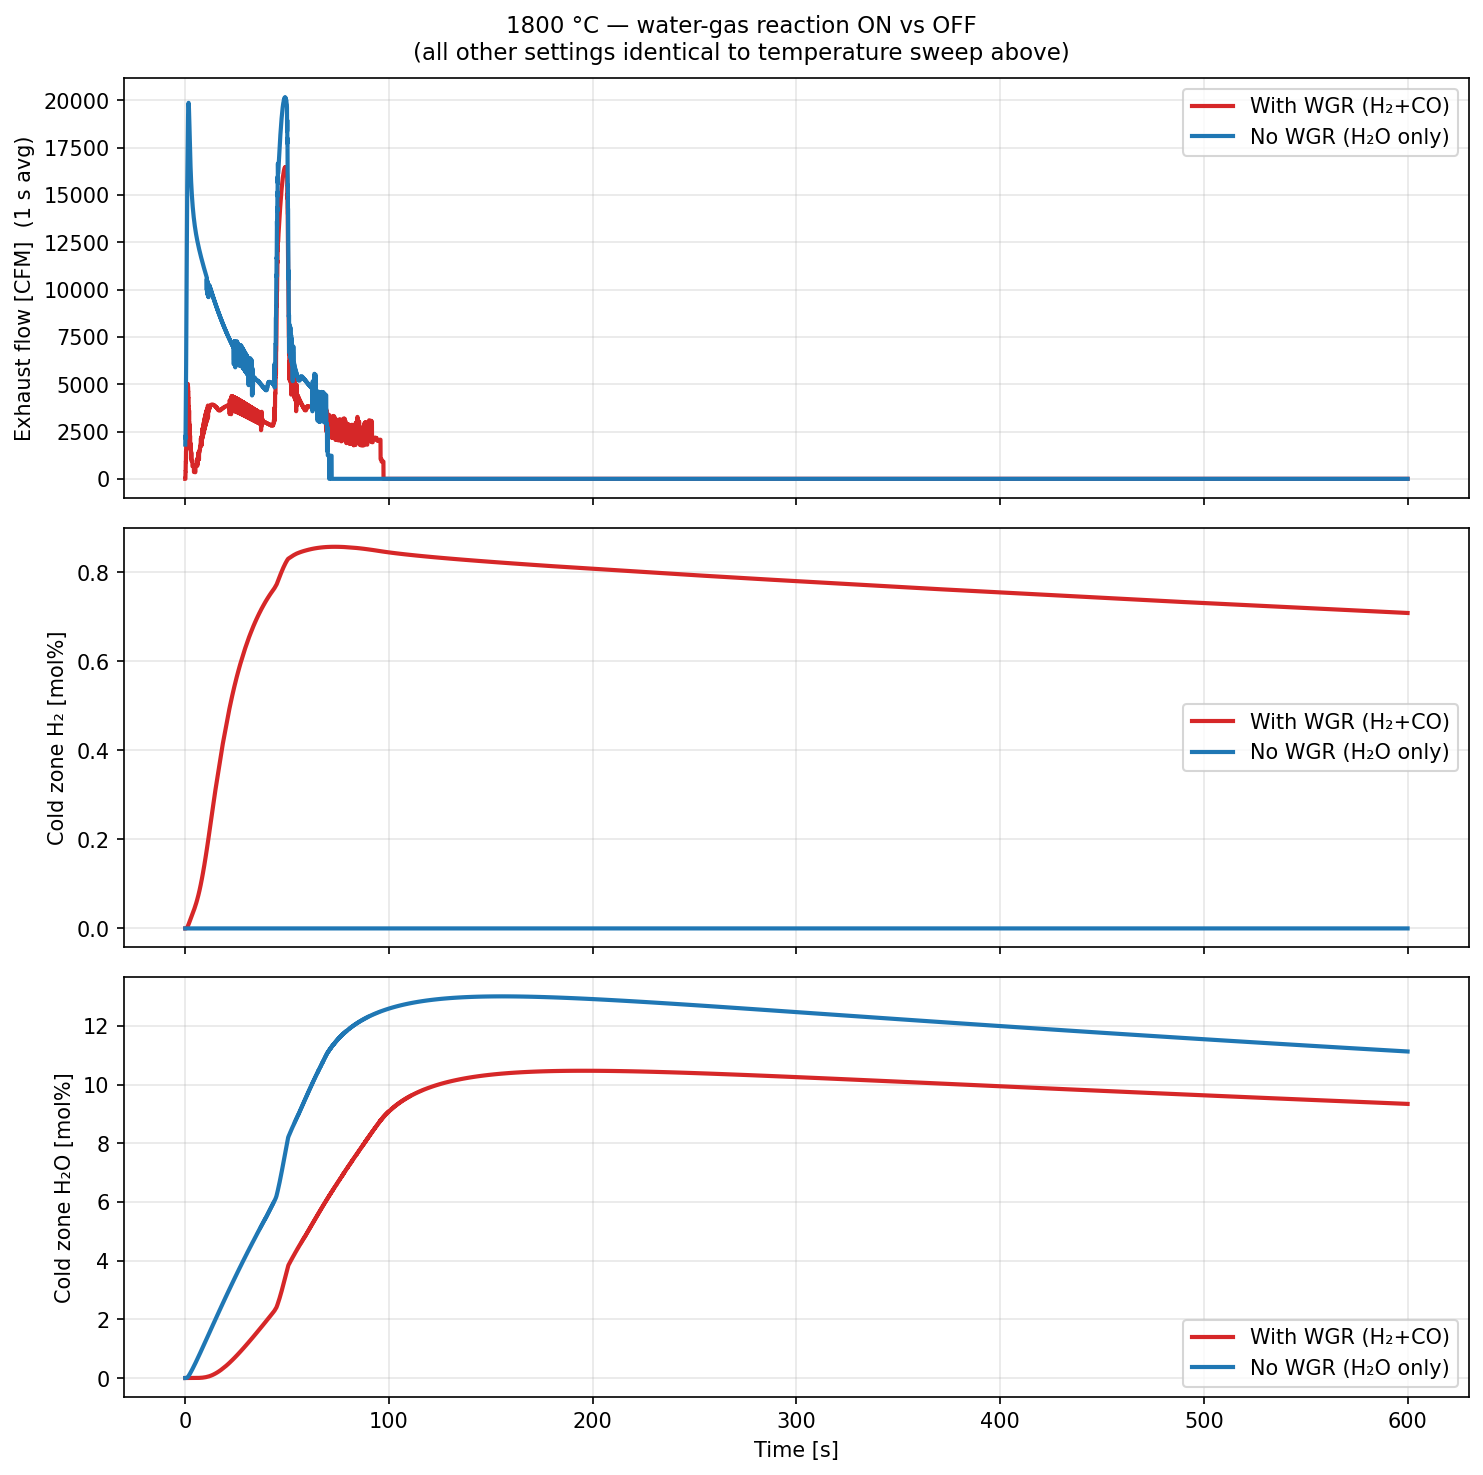 1800 °C — water-gas reaction ON vs OFF
(all other settings identical to temperature sweep above)
Exhaust flow [CFM]  (1 s avg)
20000
17500
15000
12500
10000
7500
5000
2500
0
With WGR (H₂+CO)
No WGR (H₂O only)
Cold zone H₂ [mol%]
0.8
0.6
0.4
0.2
0.0
With WGR (H₂+CO)
No WGR (H₂O only)
Cold zone H₂O [mol%]
12
10
8
6
4
2
0
With WGR (H₂+CO)
No WGR (H₂O only)
0 100 200 300 400 500 600
Time [s]